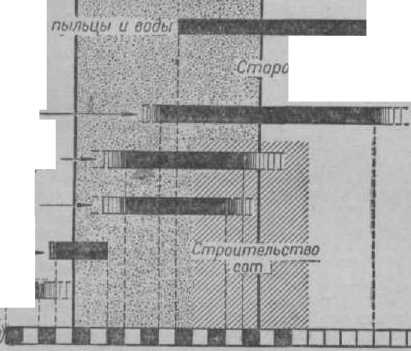 пыльцы и воды
Строительство
сот